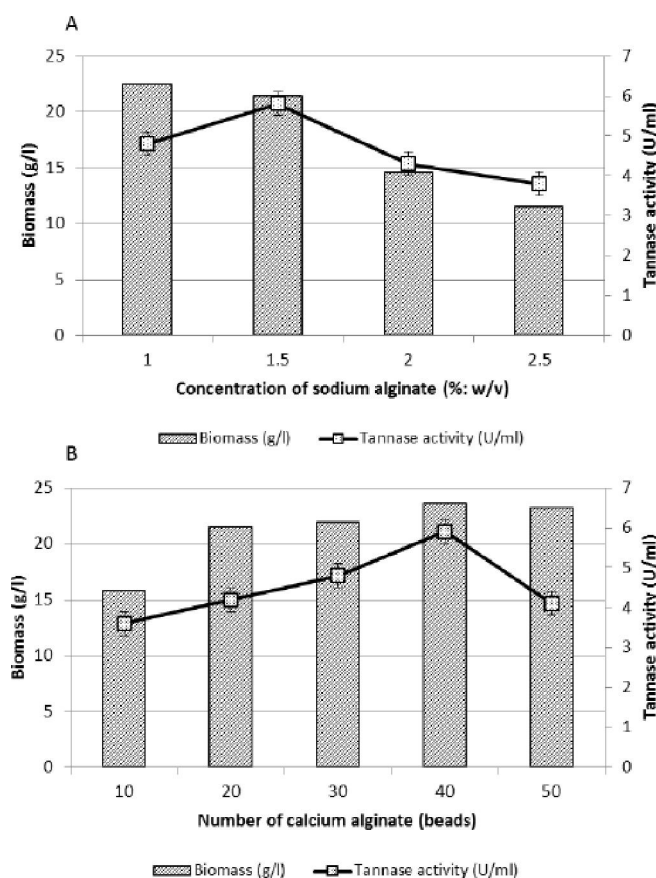 A
25
20
15
10
5
0
Biomass (g/l)
7
6
5
4
3
2
1
0
Tannase activity (U/ml)
1 1.5 2 2.5
Concentration of sodium alginate (%: w/v)
Biomass (g/l) Tannase activity (U/ml)
B
25
20
15
10
5
0
Biomass (g/l)
7
6
5
4
3
2
1
0
Tannase activity (U/ml)
10 20 30 40 50
Number of calcium alginate (beads)
Biomass (g/l) Tannase activity (U/ml)